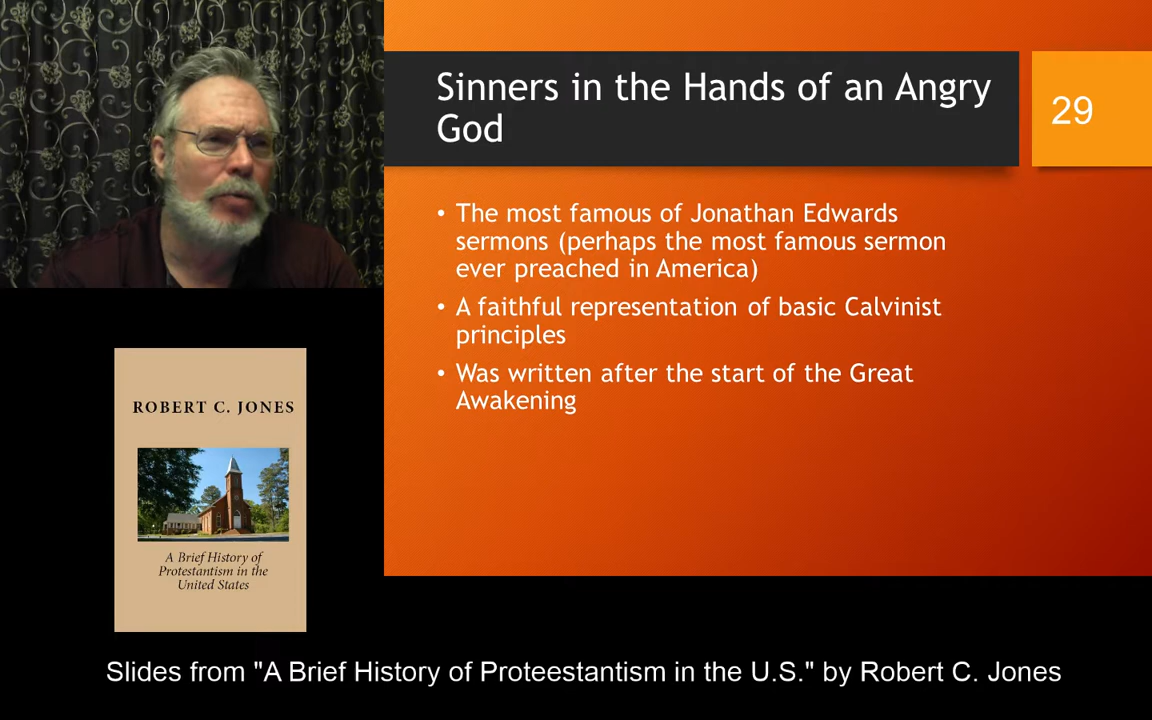 Sinners in the Hands of an Angry
God
29
• The most famous of Jonathan Edwards
sermons (perhaps the most famous sermon
ever preached in America)
• A faithful representation of basic Calvinist
principles
• Was written after the start of the Great
Awakening
ROBERT C. JONES
A Brief History of
Protestantism in the
United States
Slides from "A Brief History of Proteestantism in the U.S." by Robert C. Jones